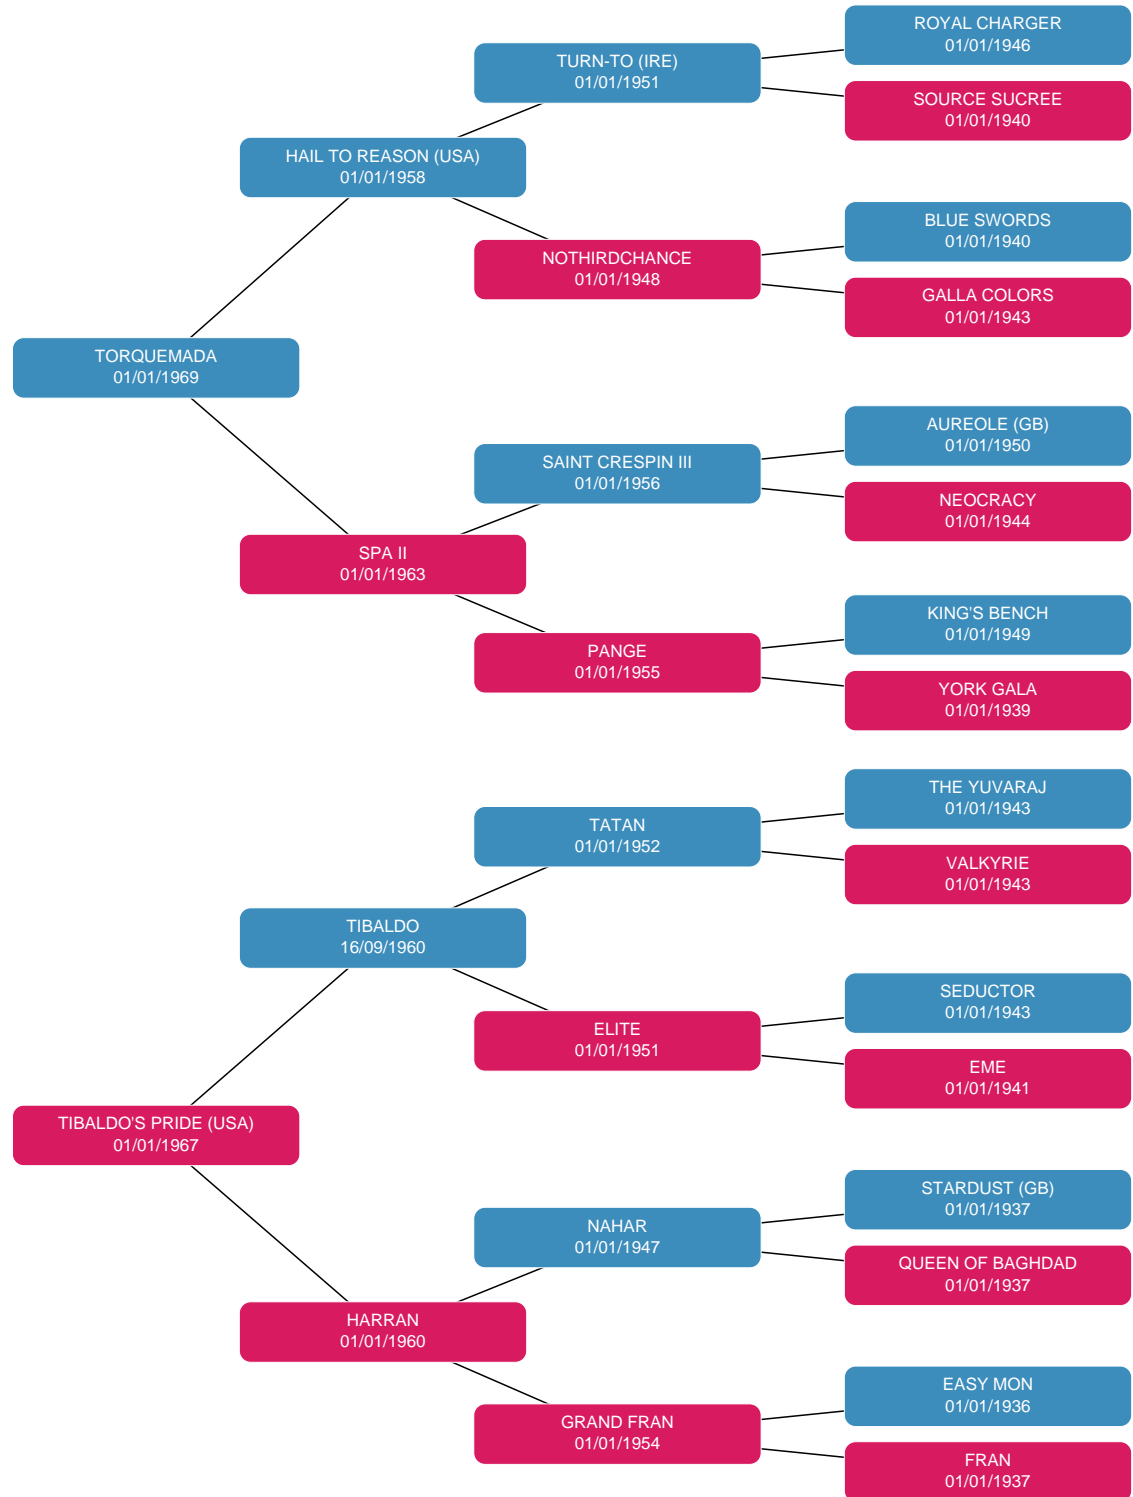 ROYAL CHARGER
01/01/1946
TURN-TO (IRE)
01/01/1951
SOURCE SUCREE
01/01/1940
HAIL TO REASON (USA)
01/01/1958
BLUE SWORDS
01/01/1940
NOTHIRDCHANCE
01/01/1948
GALLA COLORS
01/01/1943
TORQUEMADA
01/01/1969
AUREOLE (GB)
01/01/1950
SAINT CRESPIN III
01/01/1956
NEOCRACY
01/01/1944
SPA II
01/01/1963
KING'S BENCH
01/01/1949
PANGE
01/01/1955
YORK GALA
01/01/1939
THE YUVARAJ
01/01/1943
TATAN
01/01/1952
VALKYRIE
01/01/1943
TIBALDO
16/09/1960
SEDUCTOR
01/01/1943
ELITE
01/01/1951
EME
01/01/1941
TIBALDO'S PRIDE (USA)
01/01/1967
STARDUST (GB)
01/01/1937
NAHAR
01/01/1947
QUEEN OF BAGHDAD
01/01/1937
HARRAN
01/01/1960
EASY MON
01/01/1936
GRAND FRAN
01/01/1954
FRAN
01/01/1937